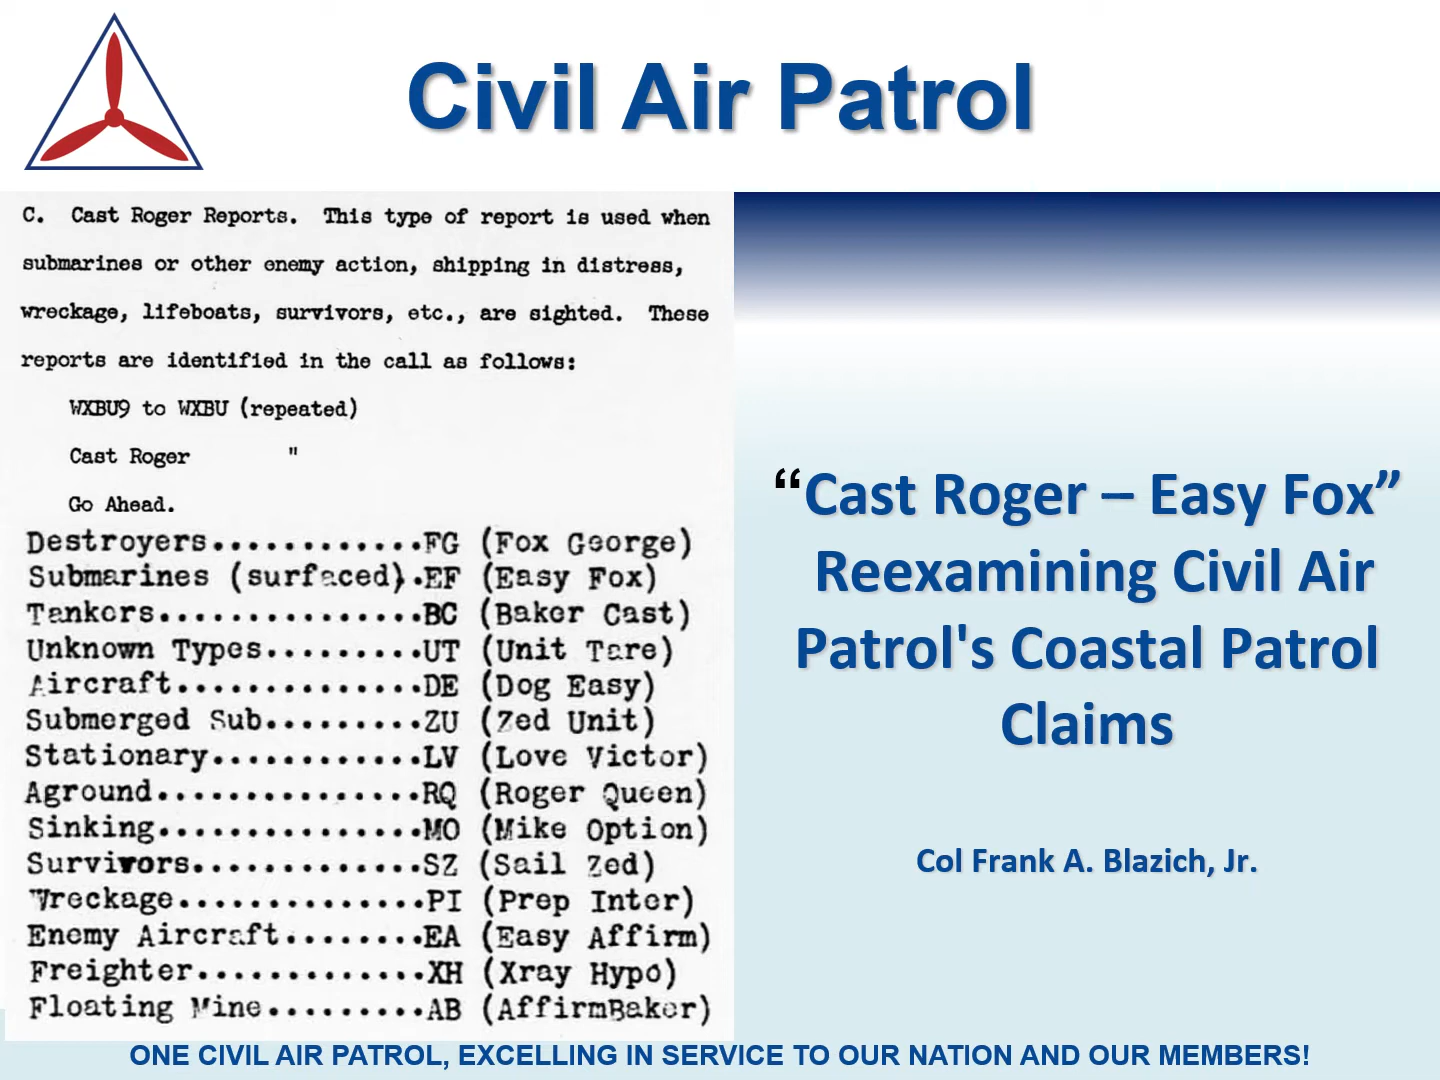 Civil Air Patrol
C. Cast Roger Reports. This type of report is used when
submarines or other enemy action, shipping in distress,
wreckage, lifeboats, survivors, etc., are sighted. These
reports are identified in the call as follows:
WXBU9 to WXBU (repeated)
Cast Roger "
Go Ahead.
Destroyers............FG (Fox George)
Submarines (surfaced).EF (Easy Fox)
Tankers...............BC (Baker Cast)
Unknown Types.........UT (Unit Tare)
Aircraft..............DE (Dog Easy)
Submerged Sub.........ZU (Zed Unit)
Stationary............LV (Love Victor)
Aground...............RQ (Roger Queen)
Sinking...............MO (Mike Option)
Survivors.............SZ (Sail Zed)
Wreckage..............PI (Prep Inter)
Enemy Aircraft........EA (Easy Affirm)
Freighter.............XH (Xray Hypo)
Floating Mine.........AB (AffirmBaker)
“Cast Roger – Easy Fox”
Reexamining Civil Air
Patrol's Coastal Patrol
Claims
Col Frank A. Blazich, Jr.
ONE CIVIL AIR PATROL, EXCELLING IN SERVICE TO OUR NATION AND OUR MEMBERS!